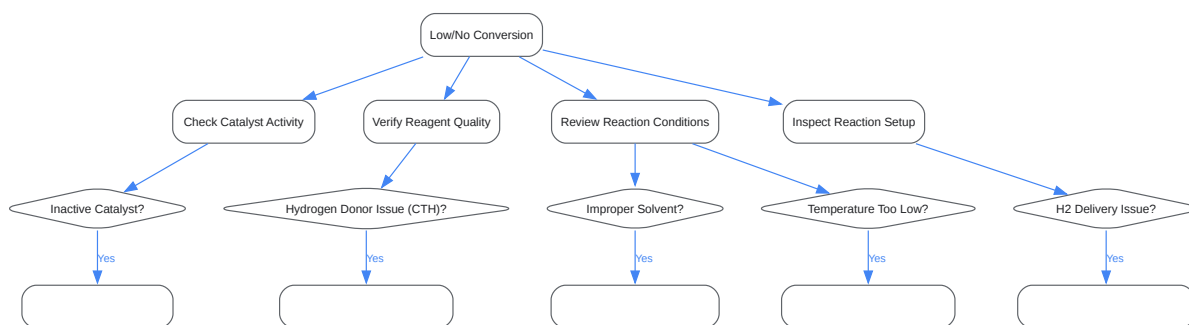 Low/No Conversion
Check Catalyst Activity
Verify Reagent Quality
Review Reaction Conditions
Inspect Reaction Setup
Inactive Catalyst?
Hydrogen Donor Issue (CTH)?
Improper Solvent?
Temperature Too Low?
H2 Delivery Issue?
Yes
Yes
Yes
Yes
Yes